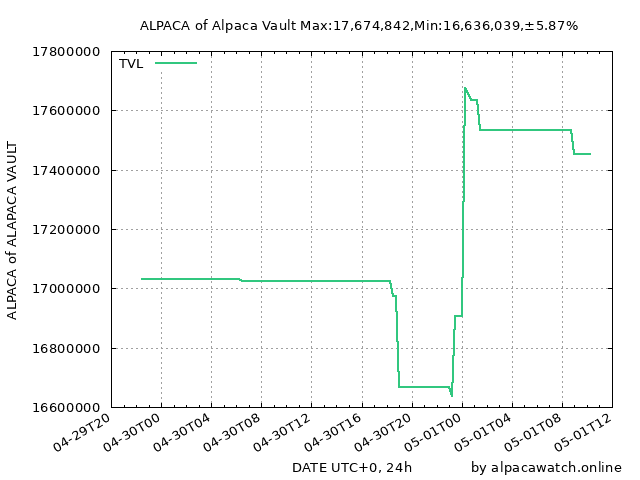 ALPACA of Alpaca Vault Max:17,674,842,Min:16,636,039,±5.87%
17800000
TVL
17600000
17400000
17200000
17000000
16800000
16600000
ALPACA of ALAPACA VAULT
04-29T20
04-30T00
04-30T04
04-30T08
04-30T12
04-30T16
04-30T20
05-01T00
05-01T04
05-01T08
05-01T12
DATE UTC+0, 24h
by alpacawatch.online